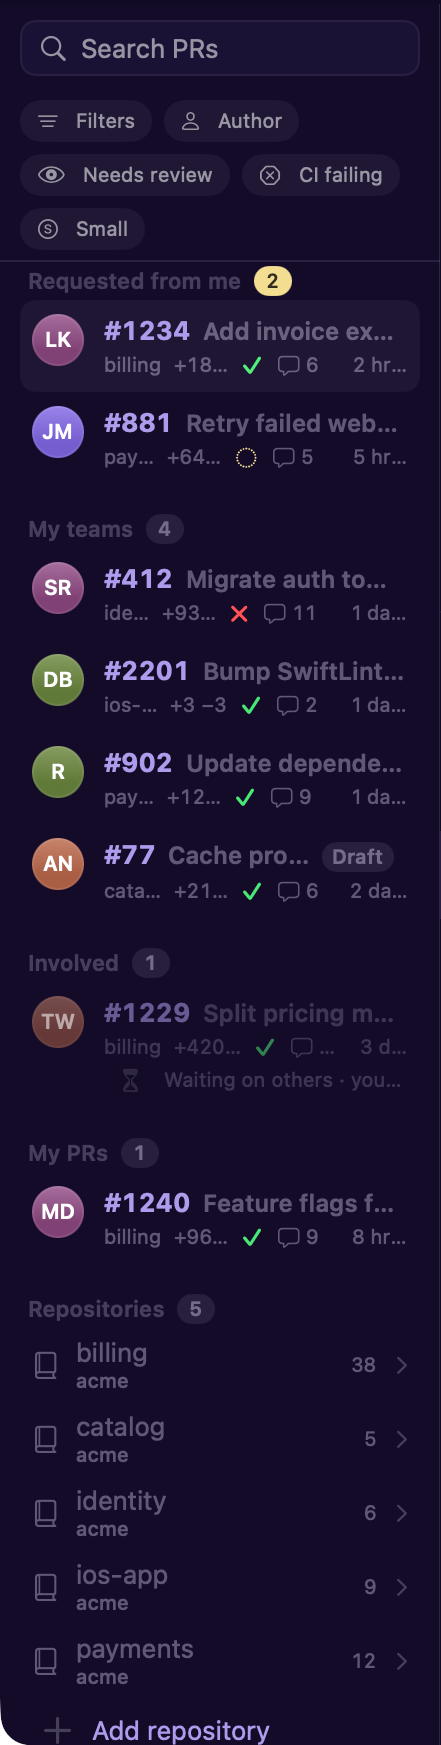 Search PRs
Filters
Author
Needs review
CI failing
S Small
Requested from me 2
LK #1234 Add invoice ex...
billing +18... 6 2 hr...
JM #881 Retry failed web...
pay... +64... 5 5 hr...
My teams 4
SR #412 Migrate auth to...
ide... +93... 11 1 da...
DB #2201 Bump SwiftLint...
ios-... +3 −3 2 1 da...
R #902 Update depende...
pay... +12... 9 1 da...
AN #77 Cache pro... Draft
cata... +21... 6 2 da...
Involved 1
TW #1229 Split pricing m...
billing +420... ... 3 d...
Waiting on others · you...
My PRs 1
MD #1240 Feature flags f...
billing +96... 9 8 hr...
Repositories 5
billing 38
acme
catalog 5
acme
identity 6
acme
ios-app 9
acme
payments 12
acme
Add repository